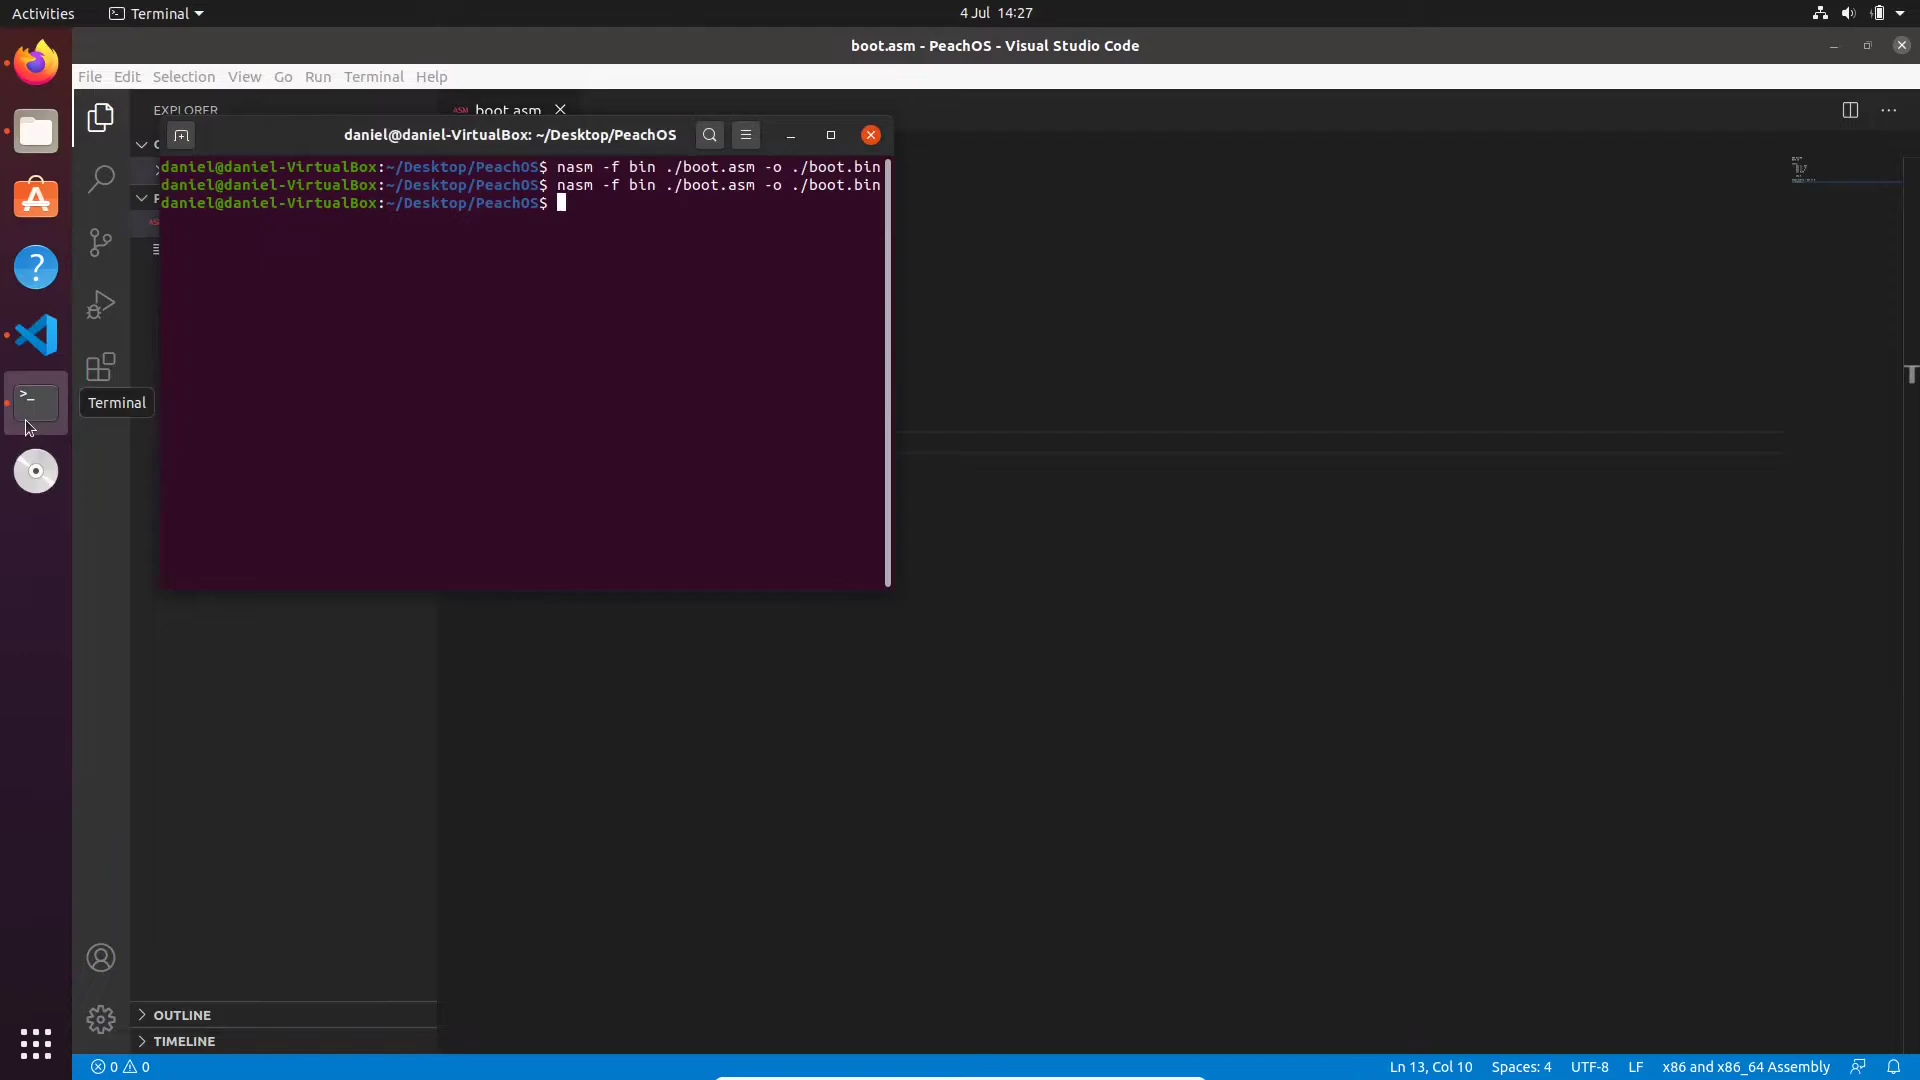 Activities
Terminal
4 Jul 14:27
boot.asm - PeachOS - Visual Studio Code
File Edit Selection View Go Run Terminal Help
EXPLORER
ASM boot.asm
daniel@daniel-VirtualBox: ~/Desktop/PeachOS
daniel@daniel-VirtualBox:~/Desktop/PeachOS$ nasm -f bin ./boot.asm -o ./boot.bin
daniel@daniel-VirtualBox:~/Desktop/PeachOS$ nasm -f bin ./boot.asm -o ./boot.bin
daniel@daniel-VirtualBox:~/Desktop/PeachOS$
Terminal
OUTLINE
TIMELINE
0 0
Ln 13, Col 10
Spaces: 4
UTF-8
LF
x86 and x86_64 Assembly